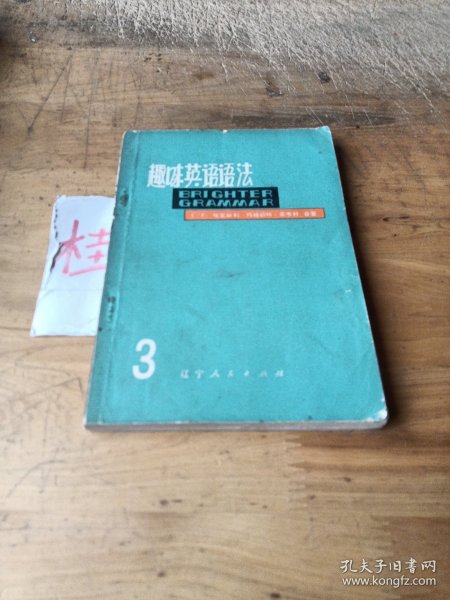 趣味英语语法
BRIGHTER
GRAMMAR
3
辽宁人民出版社
桂
孔夫子旧书网
www.kongfz.com